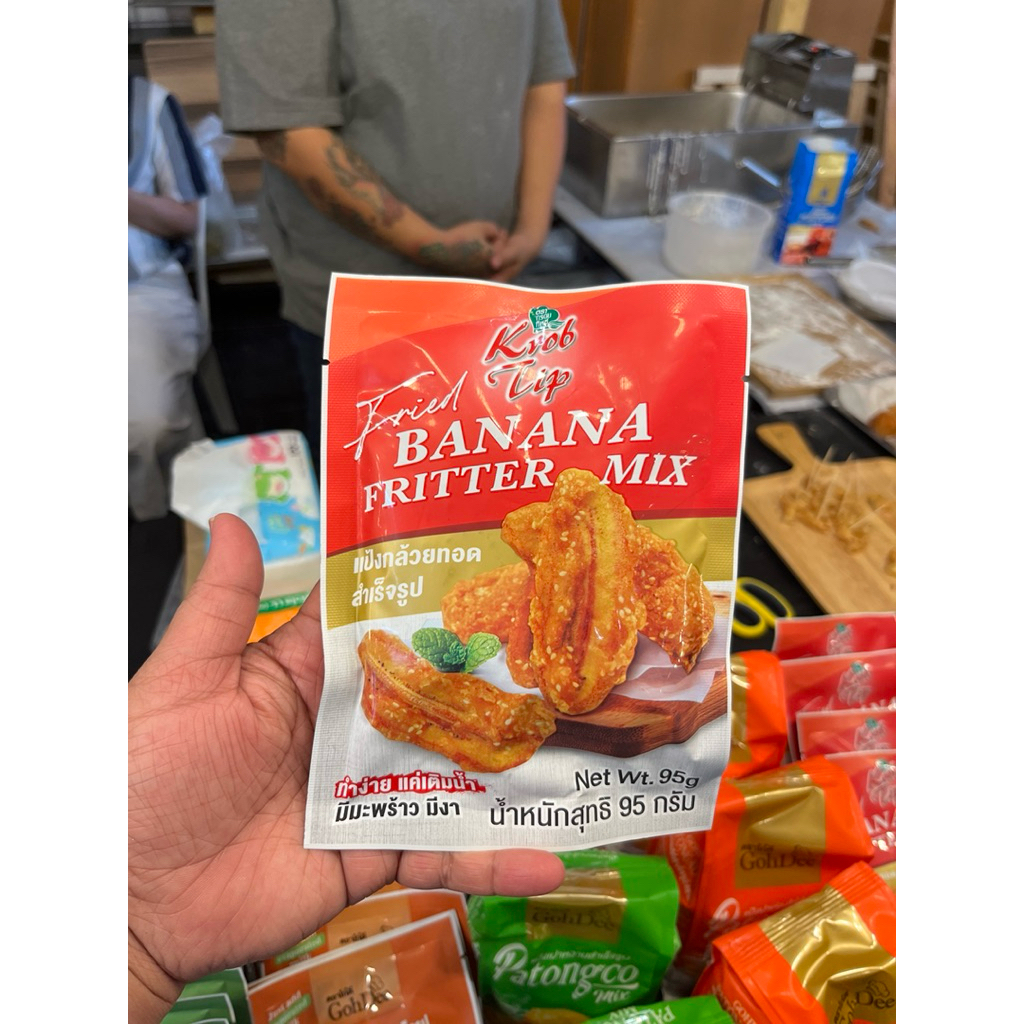 Krob
Tip
Fried
BANANA
FRITTER MIX
แป้งกล้วยทอด
สำเร็จรูป
ทำง่าย แค่เติมน้ำ
มีมะพร้าว มีงา
Net Wt. 95g
น้ำหนักสุทธิ 95 กรัม
GohDee
GohDee
Patongco
mix
GohDee